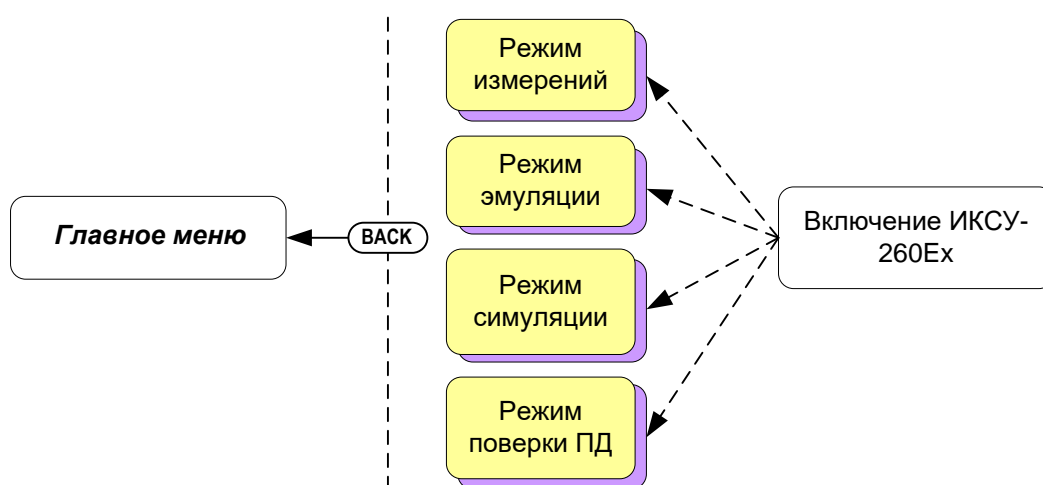 Режим
измерений
Режим
эмуляции
Главное меню
BACK
Включение ИКСУ-
260Ex
Режим
симуляции
Режим
поверки ПД